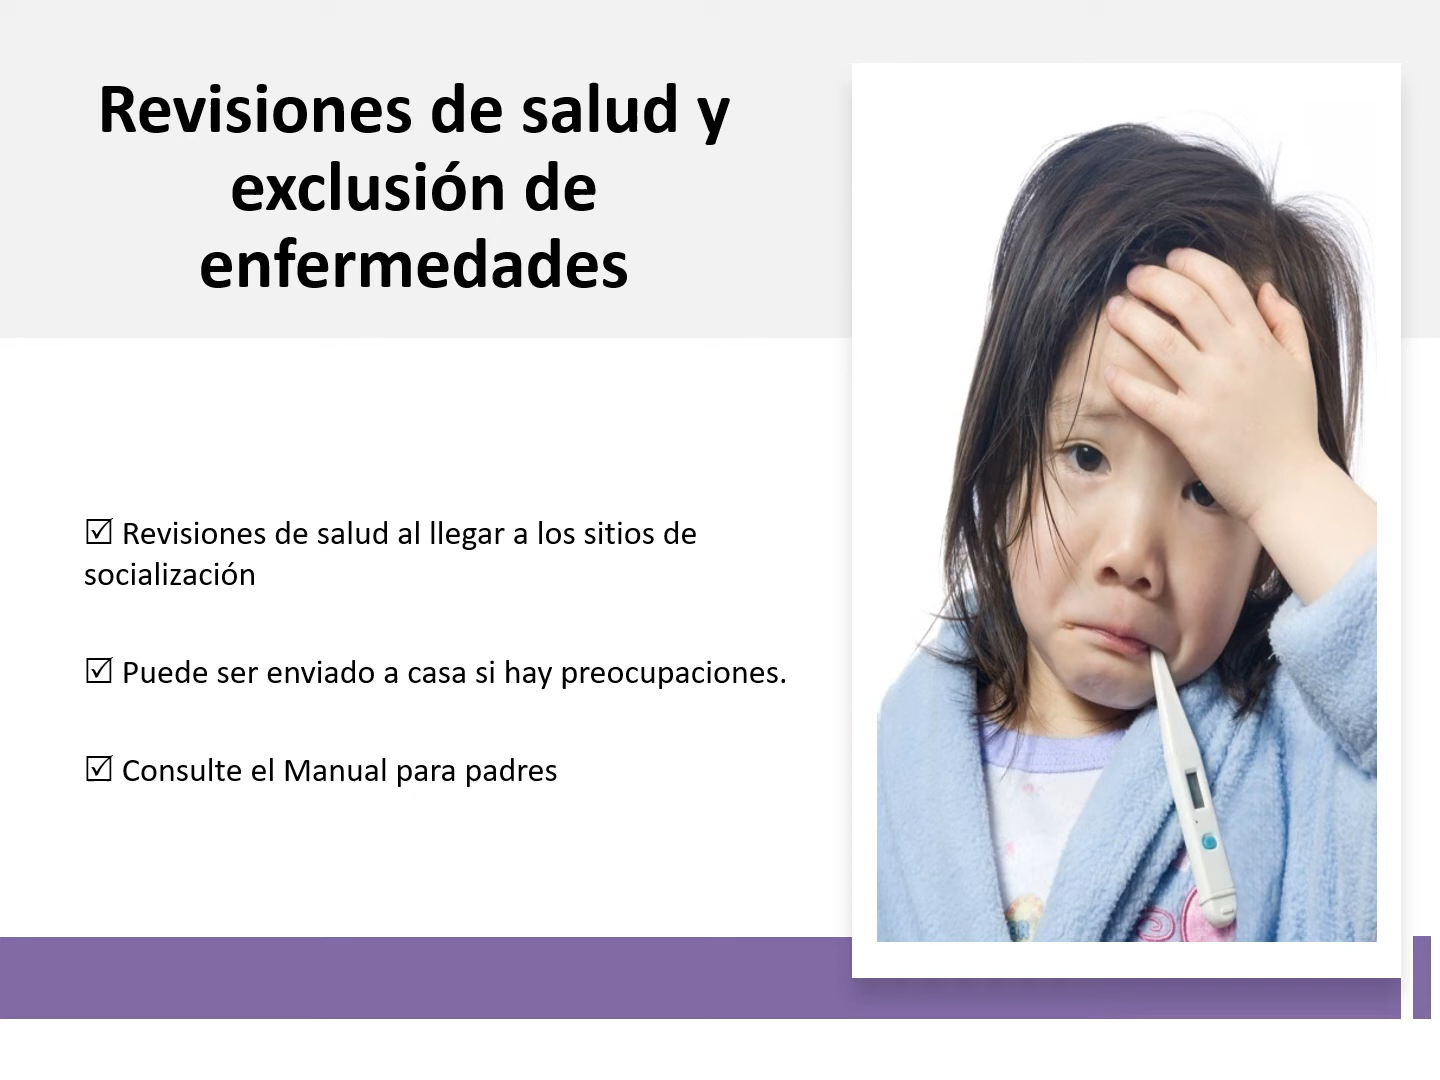 Revisiones de salud y
exclusión de
enfermedades
☑ Revisiones de salud al llegar a los sitios de
socialización
☑ Puede ser enviado a casa si hay preocupaciones.
☑ Consulte el Manual para padres